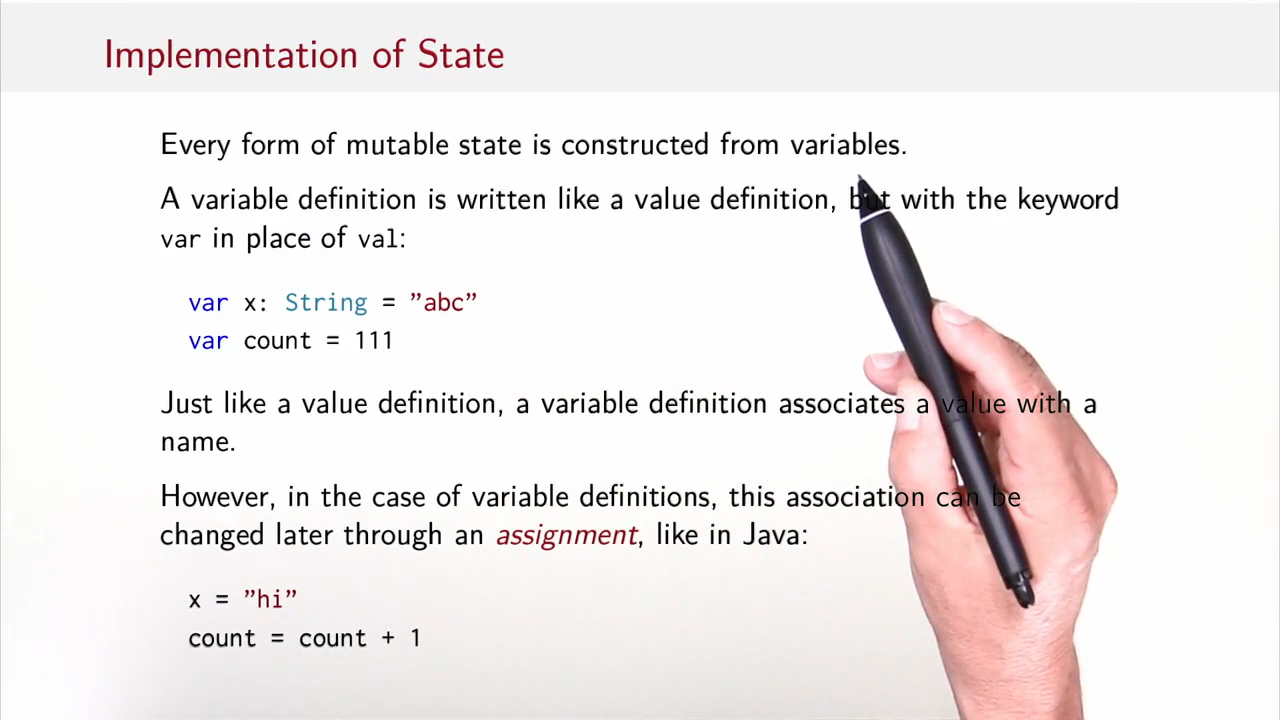 Implementation of State
Every form of mutable state is constructed from variables.
A variable definition is written like a value definition, but with the keyword
var in place of val:
var x: String = ”abc”
var count = 111
Just like a value definition, a variable definition associates a value with a
name.
However, in the case of variable definitions, this association can be
changed later through an assignment, like in Java:
x = ”hi”
count = count + 1